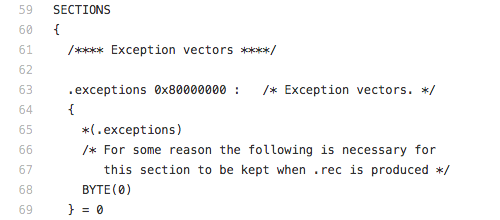 59 SECTIONS
60 {
61 /**** Exception vectors ****/
62
63 .exceptions 0x80000000 : /* Exception vectors. */
64 {
65 *(.exceptions)
66 /* For some reason the following is necessary for
67 this section to be kept when .rec is produced */
68 BYTE(0)
69 } = 0